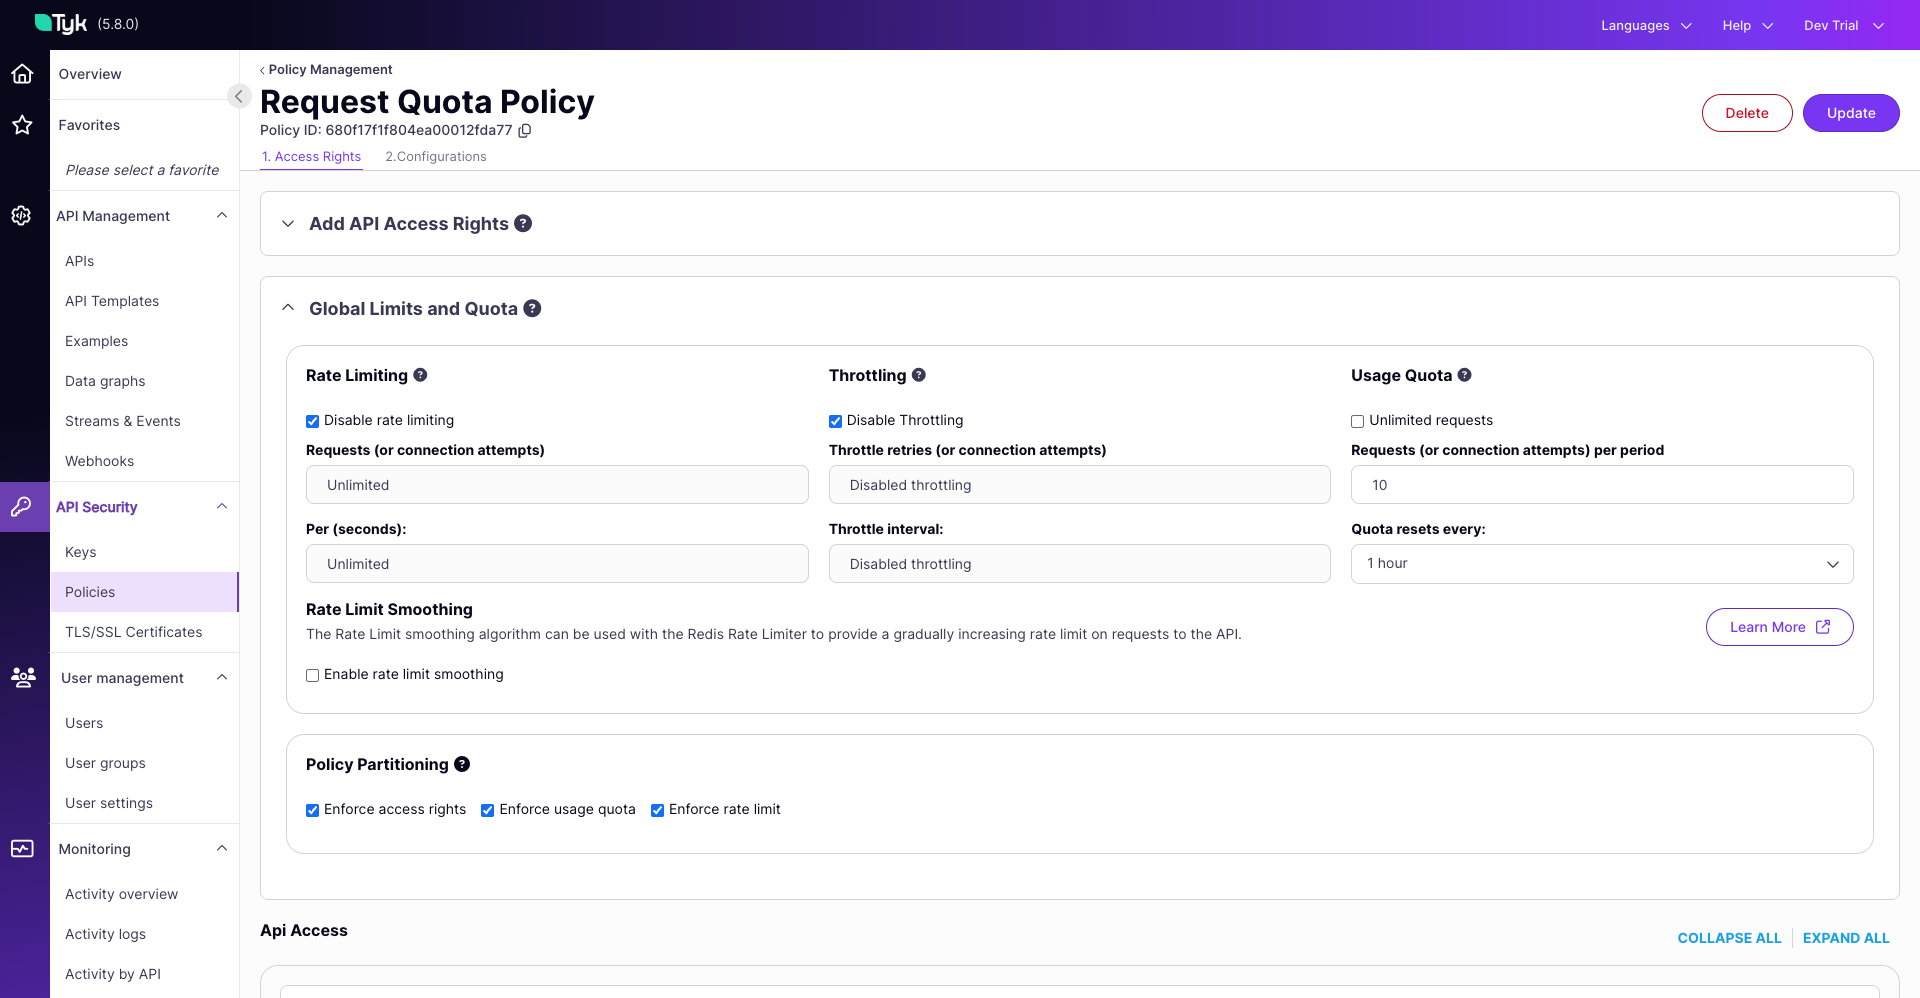 Tyk (5.8.0)
Languages
Help
Dev Trial
Overview
Favorites
Please select a favorite
API Management
APIs
API Templates
Examples
Data graphs
Streams & Events
Webhooks
API Security
Keys
Policies
TLS/SSL Certificates
User management
Users
User groups
User settings
Monitoring
Activity overview
Activity logs
Activity by API
Policy Management
Request Quota Policy
Policy ID: 680f17f1f804ea00012fda77
Delete
Update
1. Access Rights
2.Configurations
Add API Access Rights ?
Global Limits and Quota ?
Rate Limiting ?
Disable rate limiting
Requests (or connection attempts)
Unlimited
Per (seconds):
Unlimited
Throttling ?
Disable Throttling
Throttle retries (or connection attempts)
Disabled throttling
Throttle interval:
Disabled throttling
Usage Quota ?
Unlimited requests
Requests (or connection attempts) per period
10
Quota resets every:
1 hour
Rate Limit Smoothing
The Rate Limit smoothing algorithm can be used with the Redis Rate Limiter to provide a gradually increasing rate limit on requests to the API.
Learn More
Enable rate limit smoothing
Policy Partitioning ?
Enforce access rights
Enforce usage quota
Enforce rate limit
Api Access
COLLAPSE ALL
EXPAND ALL